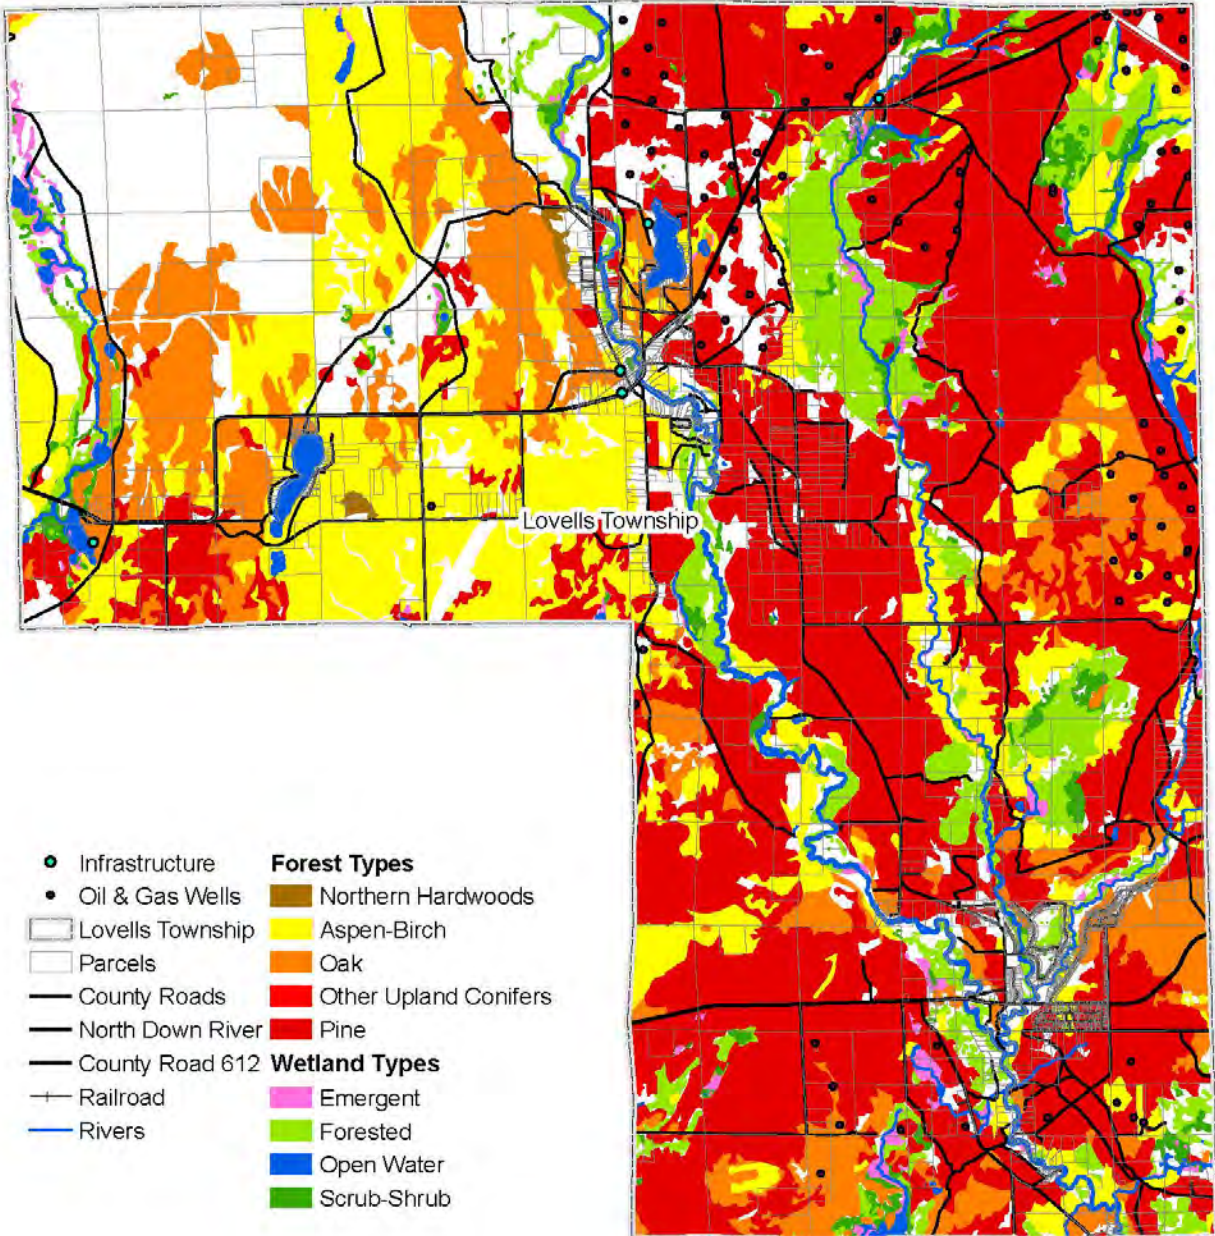 Lovells Township
Infrastructure
Oil & Gas Wells
Lovells Township
Parcels
County Roads
North Down River
County Road 612
Railroad
Rivers
Forest Types
Northern Hardwoods
Aspen-Birch
Oak
Other Upland Conifers
Pine
Wetland Types
Emergent
Forested
Open Water
Scrub-Shrub